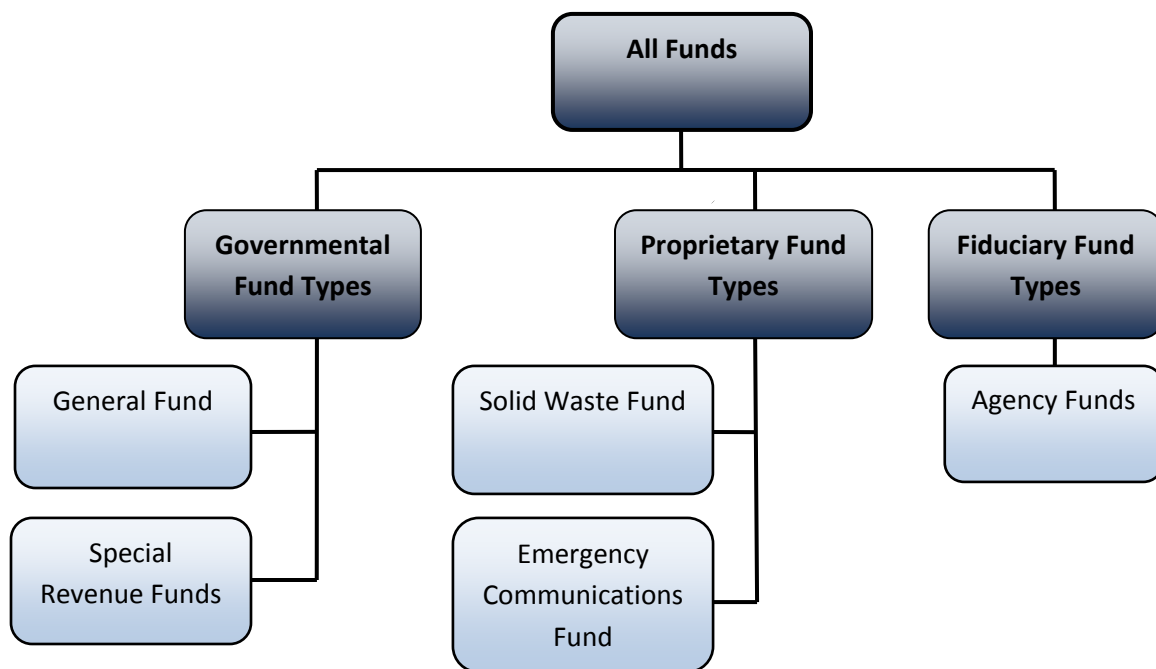 All Funds
Governmental
Fund Types
Proprietary Fund
Types
Fiduciary Fund
Types
General Fund
Solid Waste Fund
Agency Funds
Special
Revenue Funds
Emergency
Communications
Fund